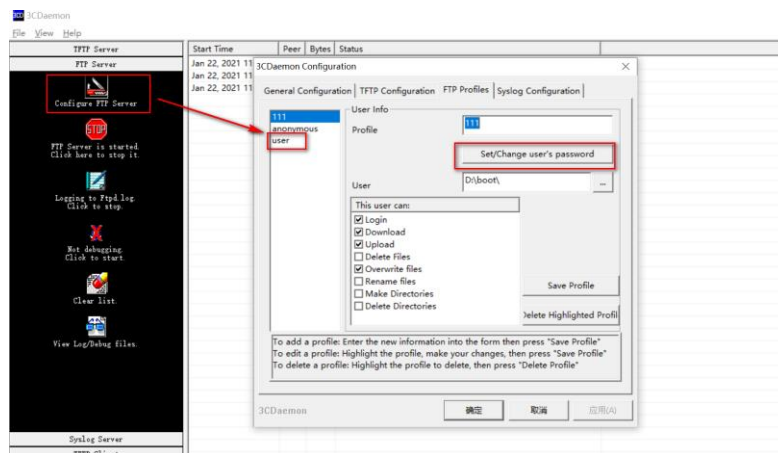 3CDaemon
File View Help
TFTP Server
FTP Server
Configure FTP Server
STOP
FTP Server is started.
Click here to stop it.
Logging to Ftpd.log.
Click to stop.
Not debugging.
Click to start.
Clear list.
View Log/Debug files.
Syslog Server
Start Time Peer Bytes Status
Jan 22, 2021 11
Jan 22, 2021 11
Jan 22, 2021 11
3CDaemon Configuration
General Configuration TFTP Configuration FTP Profiles Syslog Configuration
111
anonymous
user
User Info
Profile
111
Set/Change user's password
User
D:\boot\
...
This user can:
Login
Download
Upload
Delete Files
Overwrite files
Rename files
Make Directories
Delete Directories
Save Profile
Delete Highlighted Profil
To add a profile: Enter the new information into the form then press "Save Profile"
To edit a profile: Highlight the profile, make your changes, then press "Save Profile"
To delete a profile: Highlight the profile to delete, then press "Delete Profile"
3CDaemon
确定 取消 应用(A)